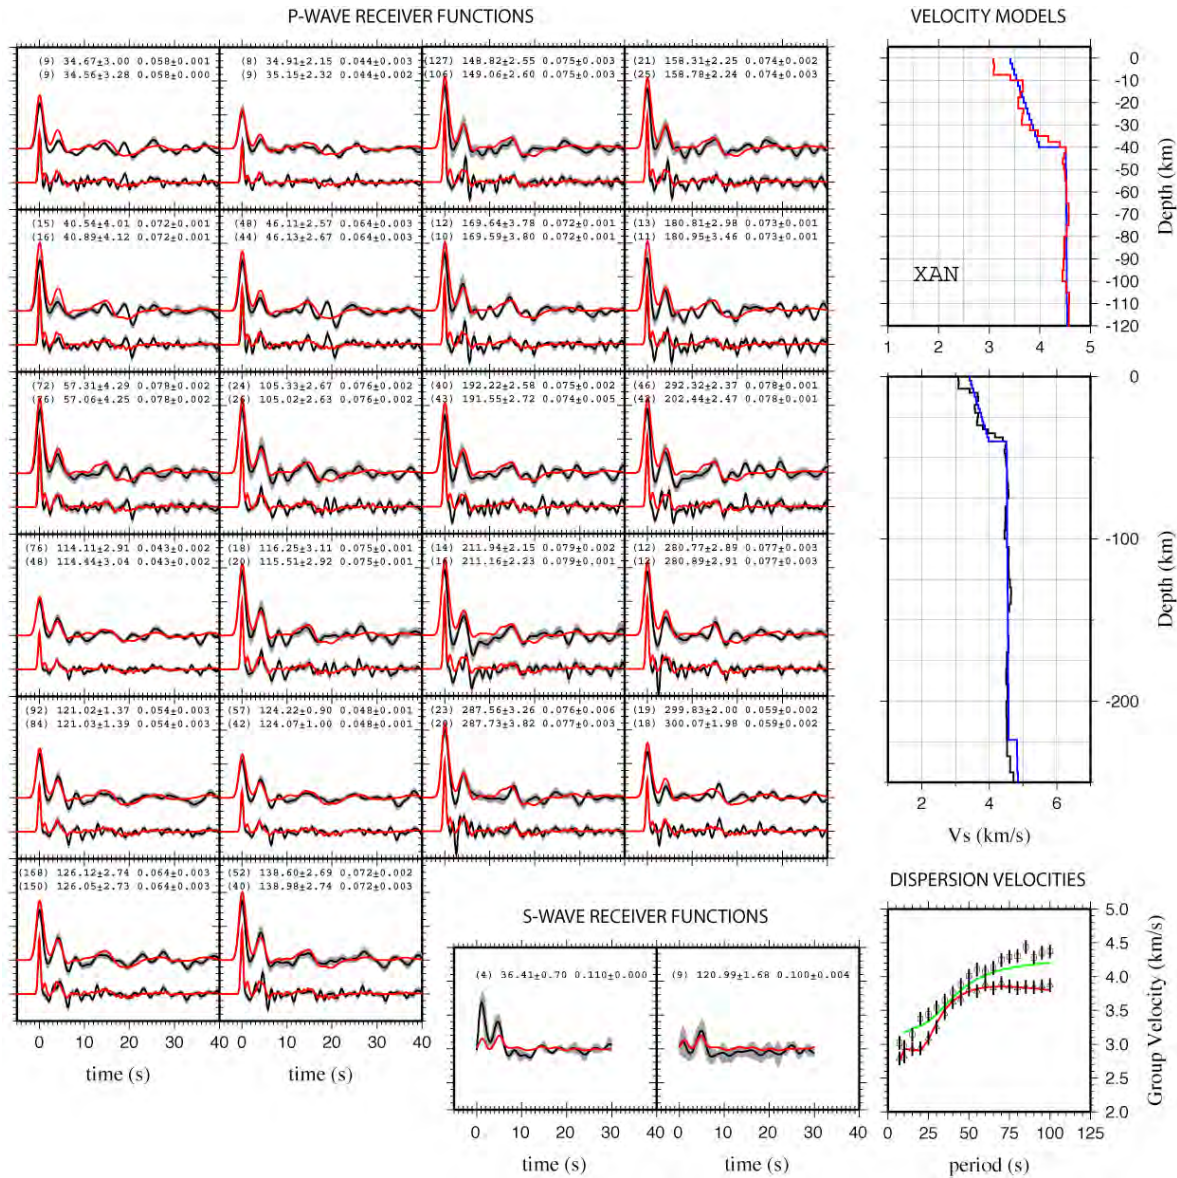 P-WAVE RECEIVER FUNCTIONS
VELOCITY MODELS
(9) 34.67±3.00 0.058±0.001
(9) 34.56±3.28 0.058±0.000
(8) 34.91±2.15 0.044±0.003
(9) 35.15±2.32 0.044±0.002
(127) 148.82±2.55 0.075±0.003
(106) 149.06±2.60 0.075±0.003
(21) 158.31±2.25 0.074±0.002
(25) 158.78±2.24 0.074±0.003
(15) 40.54±4.01 0.072±0.001
(16) 40.89±4.12 0.072±0.001
(48) 46.11±2.57 0.064±0.003
(44) 46.13±2.67 0.064±0.003
(12) 169.64±3.78 0.072±0.001
(10) 169.59±3.80 0.072±0.001
(13) 180.81±2.98 0.073±0.001
(11) 180.95±3.46 0.073±0.001
(72) 57.31±4.29 0.078±0.002
(76) 57.06±4.25 0.078±0.002
(24) 105.33±2.67 0.076±0.002
(26) 105.02±2.63 0.076±0.002
(40) 192.22±2.58 0.075±0.002
(43) 191.55±2.72 0.074±0.005
(46) 292.32±2.37 0.078±0.001
202.44±2.47 0.078±0.001
(76) 114.11±2.91 0.043±0.002
(48) 114.44±3.04 0.043±0.002
(18) 116.25±3.11 0.075±0.001
(20) 115.51±2.92 0.075±0.001
(14) 211.94±2.15 0.079±0.002
211.16±2.23 0.079±0.001
(12) 280.77±2.89 0.077±0.003
(12) 280.89±2.91 0.077±0.003
(92) 121.02±1.37 0.054±0.003
(84) 121.03±1.39 0.054±0.003
(57) 124.22±0.90 0.048±0.001
(42) 124.07±1.00 0.048±0.001
(23) 287.56±3.26 0.076±0.006
287.73±3.82 0.077±0.003
(19) 299.83±2.00 0.059±0.002
(18) 300.07±1.98 0.059±0.002
(168) 126.12±2.74 0.064±0.003
(150) 126.05±2.73 0.064±0.003
(52) 138.60±2.69 0.072±0.002
(40) 138.98±2.74 0.072±0.003
0 10 20 30 40
0 10 20 30 40
time (s)
time (s)
S-WAVE RECEIVER FUNCTIONS
(4) 36.41±0.70 0.110±0.000
(9) 120.99±1.68 0.100±0.004
0 10 20 30 40
0 10 20 30 40
time (s)
time (s)
XAN
0
-10
-20
-30
-40
-50
-60
-70
-80
-90
-100
-110
-120
Depth (km)
1 2 3 4 5
0
-100
-200
Depth (km)
2 4 6
Vs (km/s)
DISPERSION VELOCITIES
5.0
4.5
4.0
3.5
3.0
2.5
2.0
Group Velocity (km/s)
0 25 50 75 100 125
period (s)